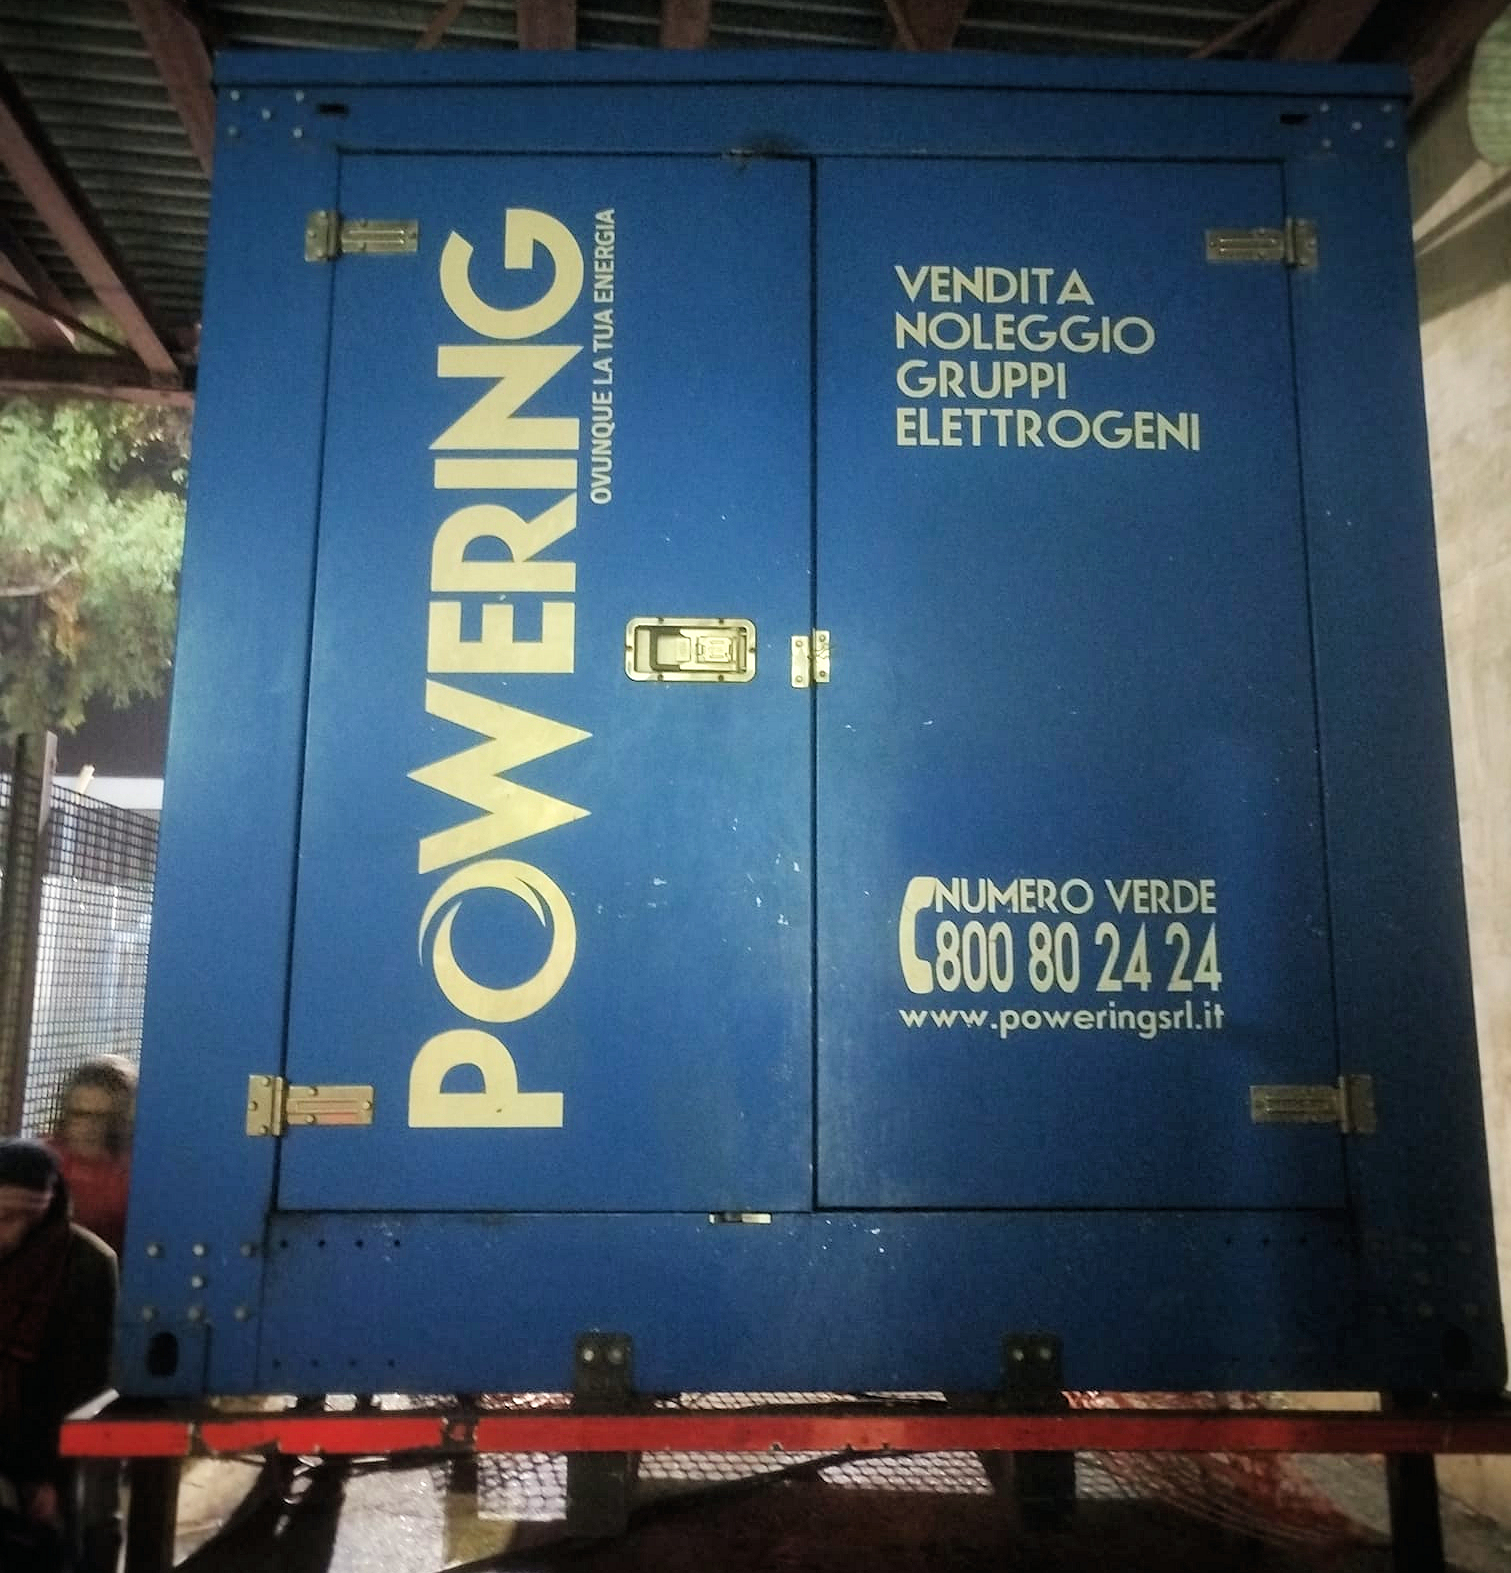 POWERING
OVUNQUE LA TUA ENERGIA
VENDITA
NOLEGGIO
GRUPPI
ELETTROGENI
NUMERO VERDE
800 80 24 24
www.poweringsrl.it